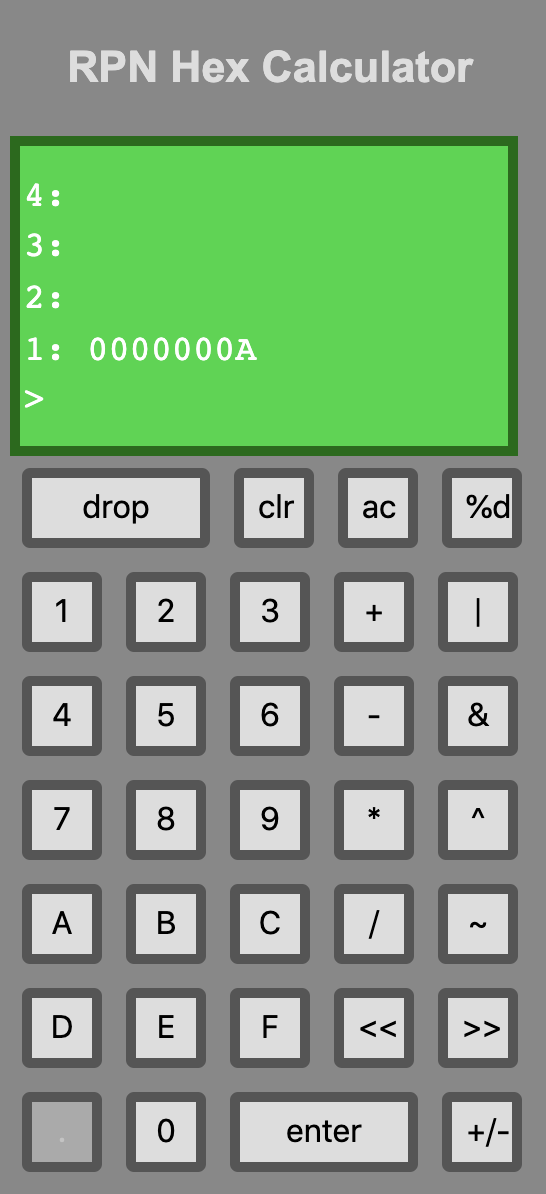 RPN Hex Calculator
4:
3:
2:
1: 0000000A
>
drop clr ac %d
1 2 3 + |
4 5 6 - &
7 8 9 * ^
A B C / ~
D E F << >>
. 0 enter +/-